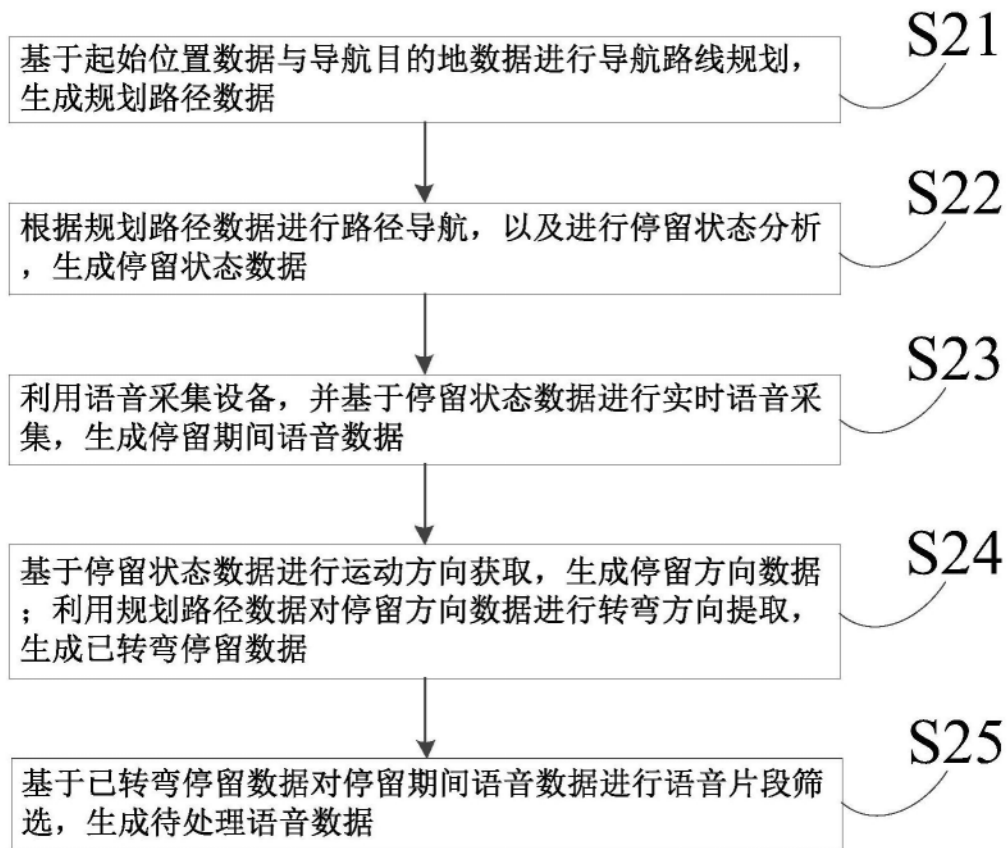 S21
基于起始位置数据与导航目的地数据进行导航路线规划，
生成规划路径数据
S22
根据规划路径数据进行路径导航，以及进行停留状态分析
，生成停留状态数据
S23
利用语音采集设备，并基于停留状态数据进行实时语音采
集，生成停留期间语音数据
S24
基于停留状态数据进行运动方向获取，生成停留方向数据
；利用规划路径数据对停留方向数据进行转弯方向提取，
生成已转弯停留数据
S25
基于已转弯停留数据对停留期间语音数据进行语音片段筛
选，生成待处理语音数据